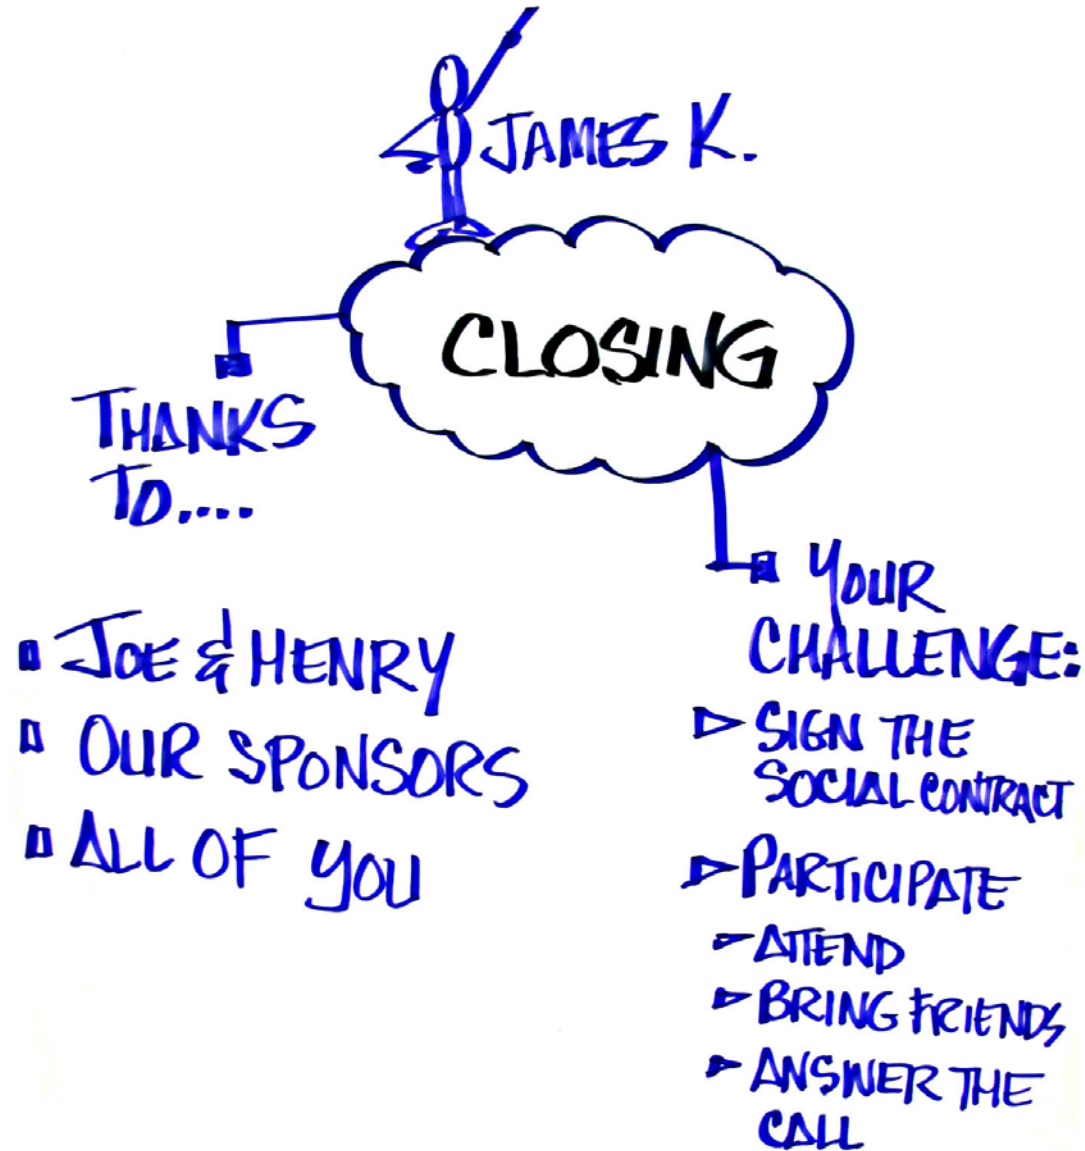 JAMES K.
CLOSING
THANKS
TO....
JOE & HENRY
OUR SPONSORS
ALL OF YOU
YOUR
CHALLENGE:
SIGN THE
SOCIAL CONTRACT
PARTICIPATE
ATTEND
BRING FRIENDS
ANSWER THE
CALL